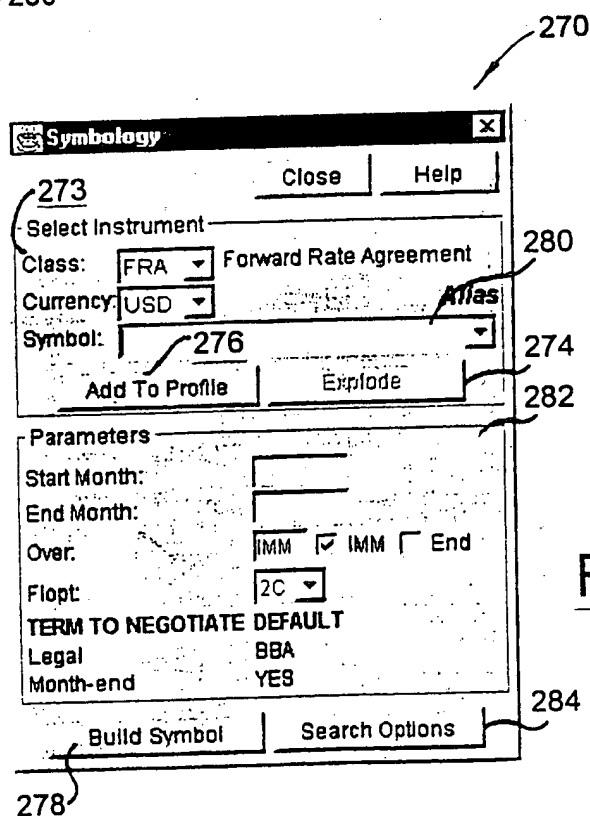 270
Symbology
Close Help
273
Select Instrument
Class: FRA Forward Rate Agreement
280
Currency: USD
Alias
Symbol:
276
274
Add To Profile Explode
282
Parameters
Start Month:
End Month:
Over: IMM IMM End
Flopt: 2C
TERM TO NEGOTIATE DEFAULT
Legal BBA
Month-end YES
284
Build Symbol Search Options
278